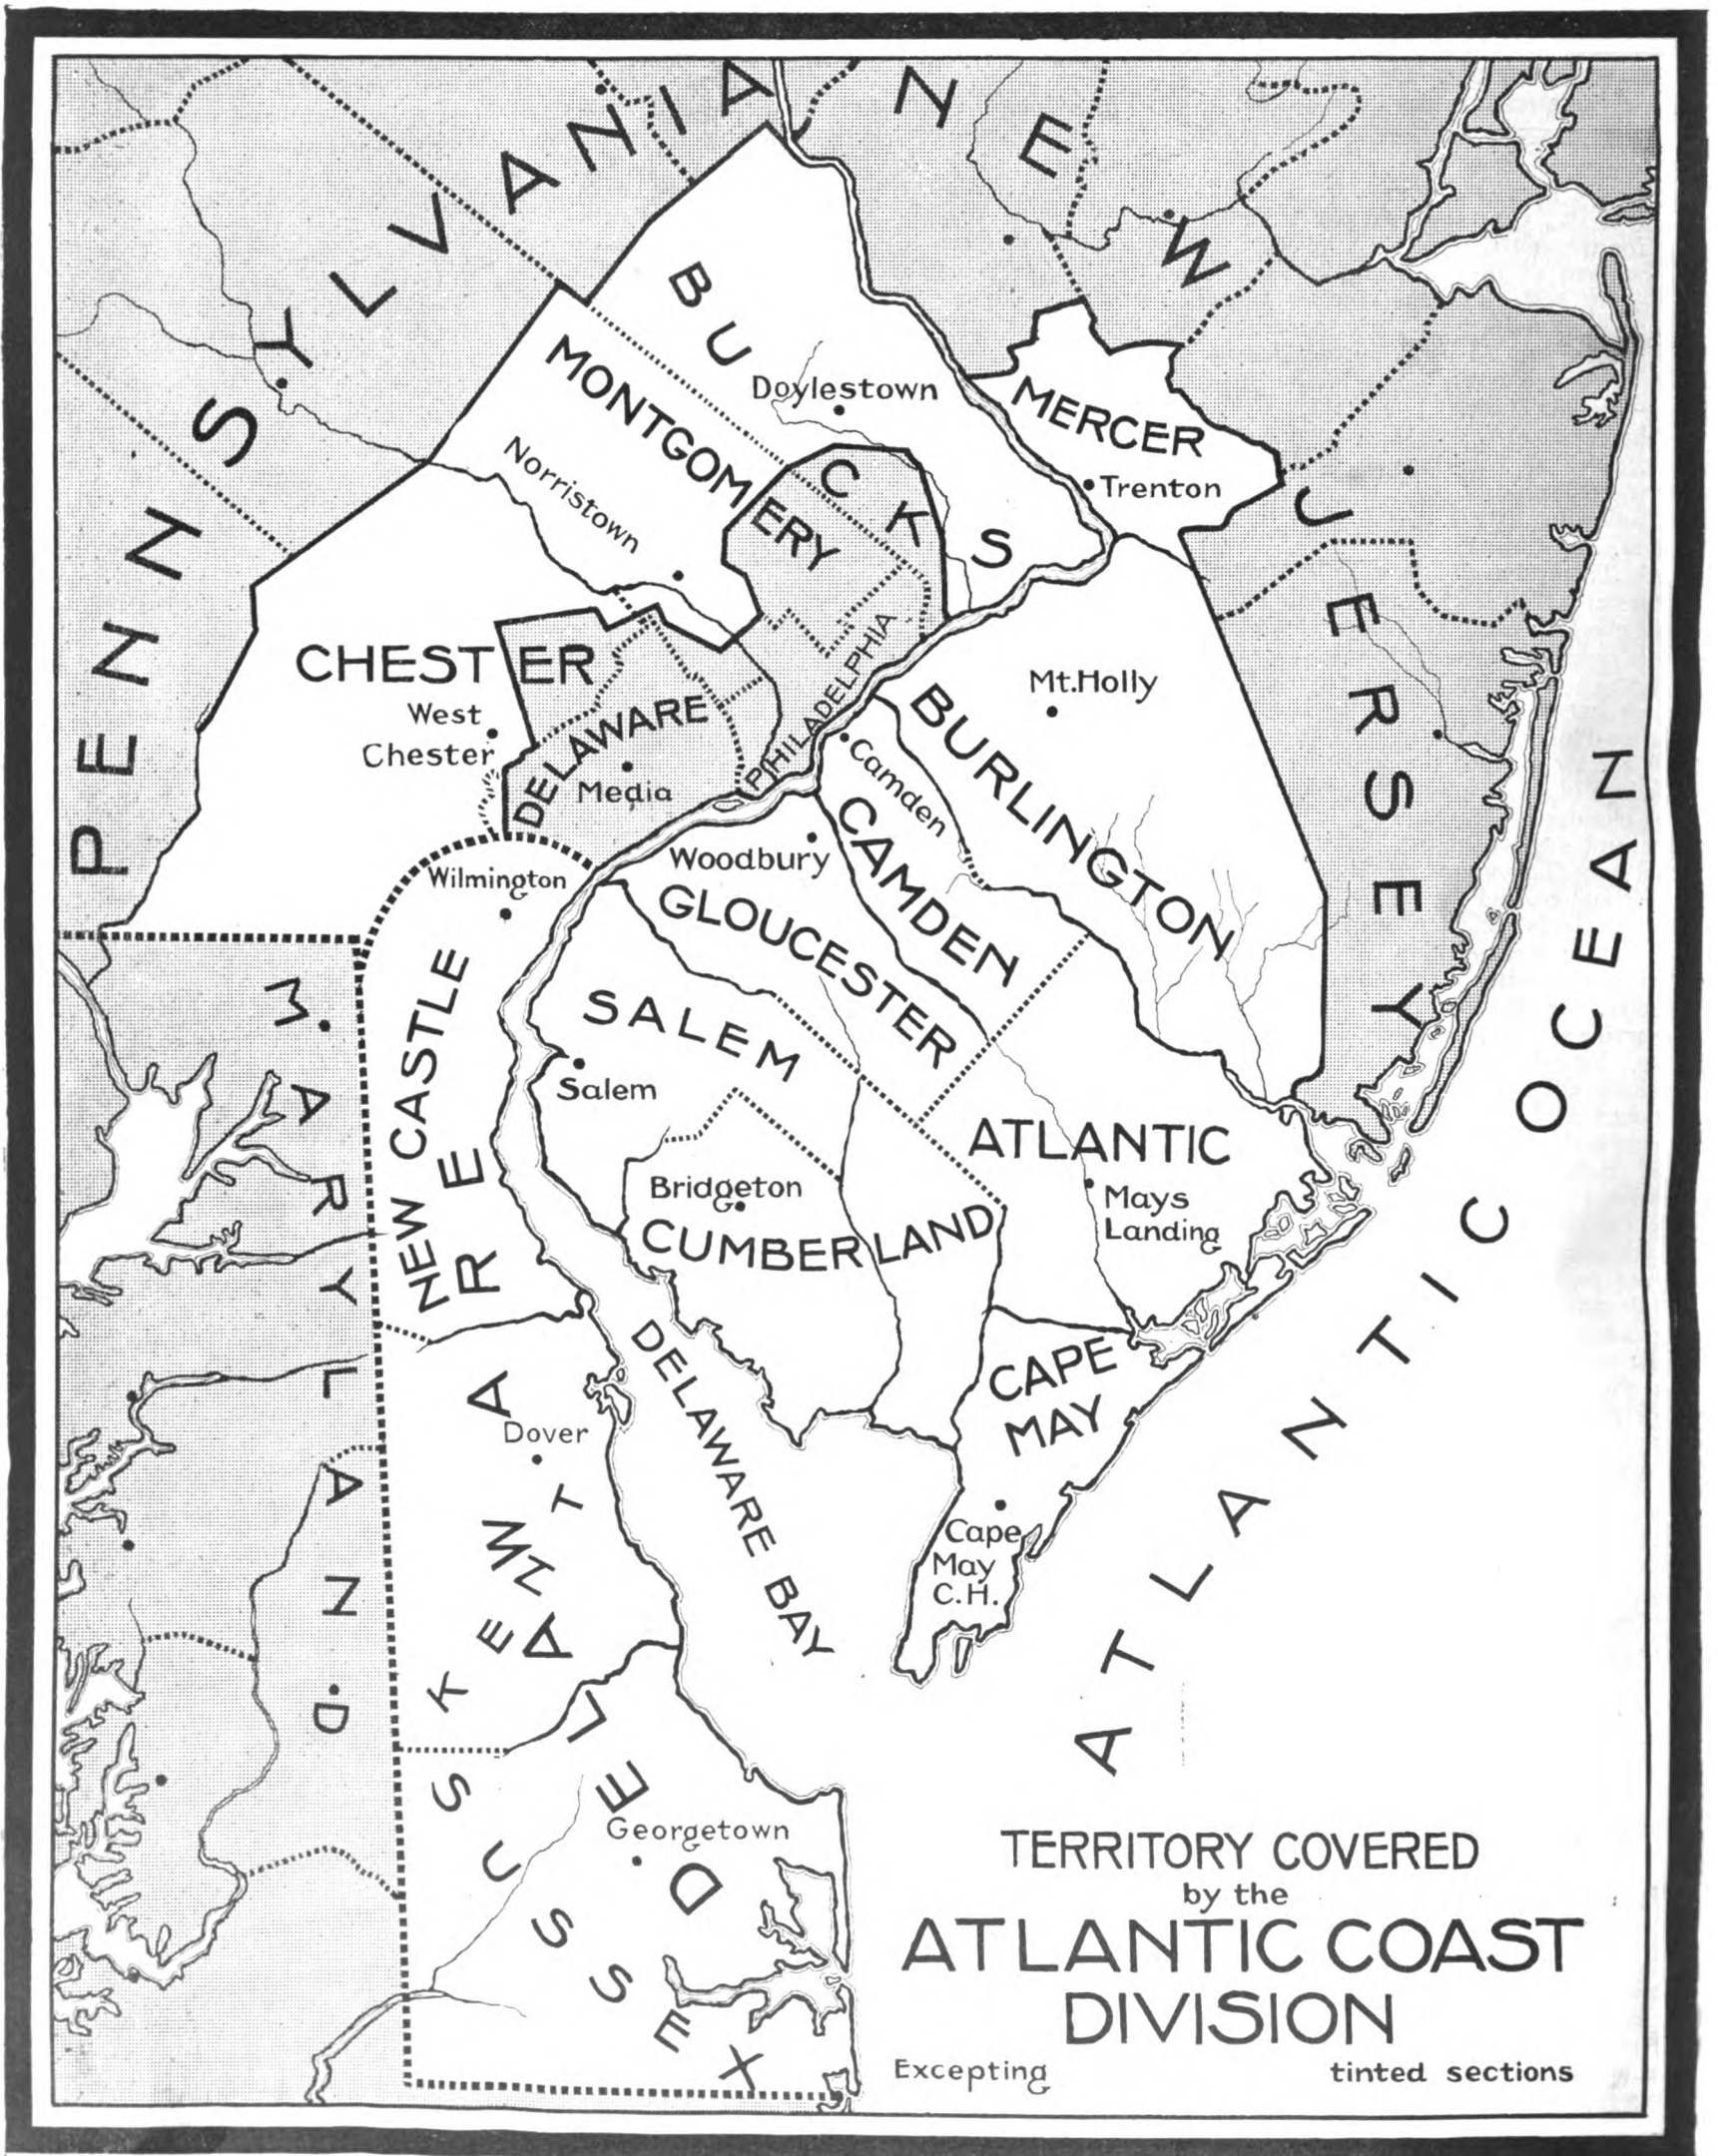 PENNSYLVANIA
NEW JERSEY
BUCKS
Doylestown
MONTGOMERY
Norristown
MERCER
Trenton
CHESTER
West
Chester
DELAWARE
Media
PHILADELPHIA
Mt.Holly
BURLINGTON
Camden
CAMDEN
Woodbury
GLOUCESTER
Wilmington
NEW CASTLE
SALEM
Salem
ATLANTIC
Mays
Landing
Bridgeton
CUMBERLAND
CAPE
MAY
Cape
May
C.H.
MARYLAND
DELAWARE
Dover
KENT
DELAWARE BAY
SUSSEX
Georgetown
ATLANTIC OCEAN
TERRITORY COVERED
by the
ATLANTIC COAST
DIVISION
Excepting tinted sections